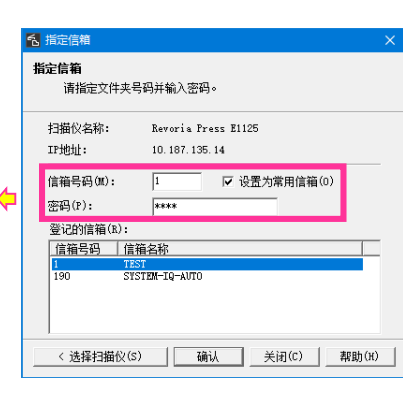 指定信箱
指定信箱
请指定文件夹号码并输入密码。
扫描仪名称: Revoria Press E1125
IP地址: 10.187.135.14
信箱号码(M): 1 设置为常用信箱(O)
密码(P): ****
登记的信箱(R):
信箱号码 信箱名称
1 TEST
190 SYSTEM-IQ-AUTO
< 选择扫描仪(S) 确认 关闭(C) 帮助(H)